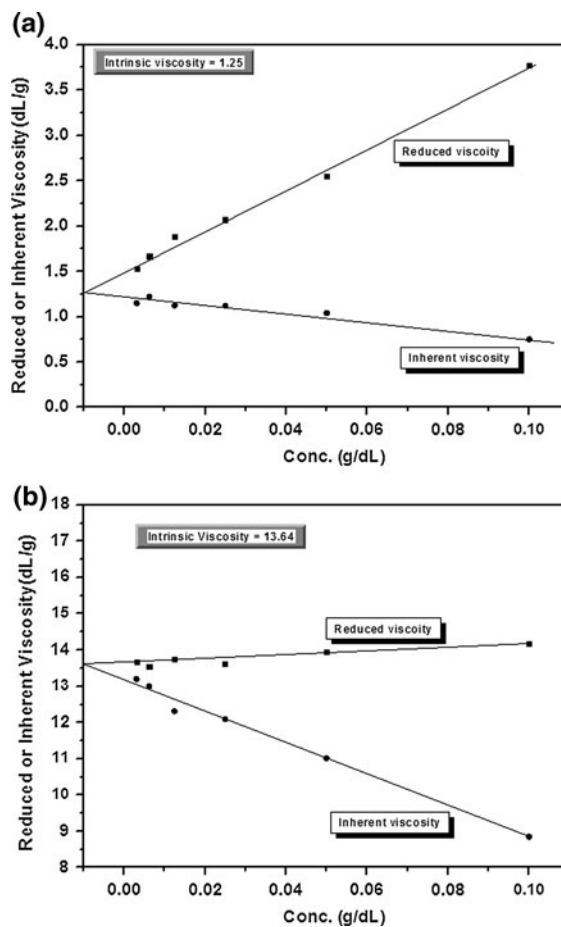 (a)
4.0
Intrinsic viscosity = 1.25
3.5
3.0
Reduced viscoity
2.5
2.0
1.5
1.0
Inherent viscosity
0.5
0.0
0.00 0.02 0.04 0.06 0.08 0.10
Conc. (g/dL)
Reduced or Inherent Viscosity(dL/g)
(b)
18
17
Intrinsic Viscosity = 13.64
16
15
Reduced viscoity
14
13
12
11
10
Inherent viscosity
9
8
0.00 0.02 0.04 0.06 0.08 0.10
Conc. (g/dL)
Reduced or Inherent Viscosity(dL/g)